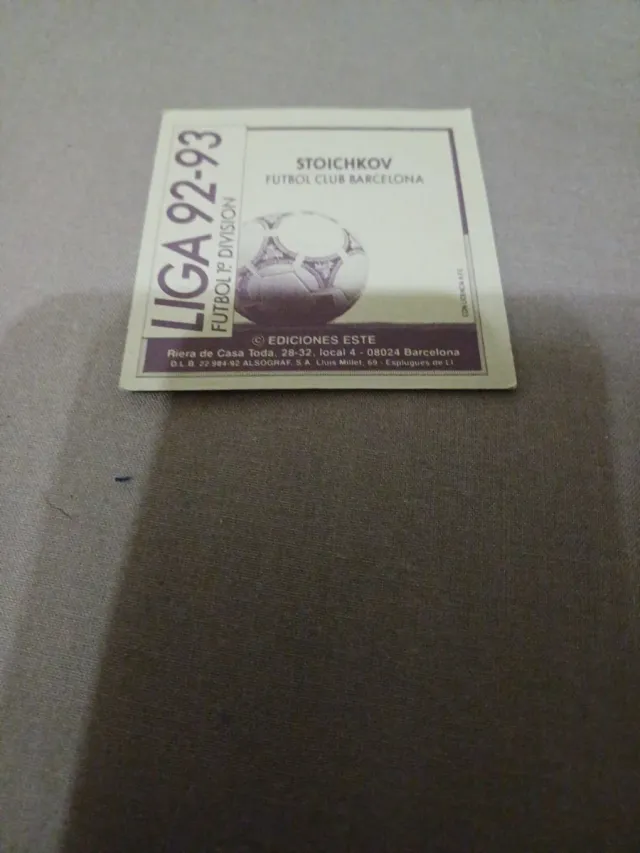 LIGA 92-93
FUTBOL 1ª DIVISION
STOICHKOV
FUTBOL CLUB BARCELONA
© EDICIONES ESTE
Riera de Casa Toda, 28-32, local 4 - 08024 Barcelona
D.L.B. 22.984-92 ALSOGRAF, S.A. Lluis Millet, 69 - Esplugues de Ll.